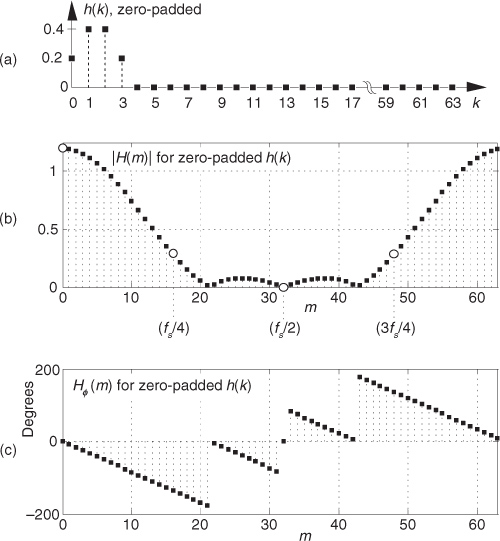 h(k), zero-padded
0.4
0.2
0
(a)
0 1 3 5 7 9 11 13 15 17 59 61 63 k
|H(m)| for zero-padded h(k)
1
0.5
0
(b)
0 10 20 30 40 50 60
m
(fs/4) (fs/2) (3fs/4)
200
Hϕ(m) for zero-padded h(k)
Degrees
0
(c)
−200
0 10 20 30 40 50 60
m